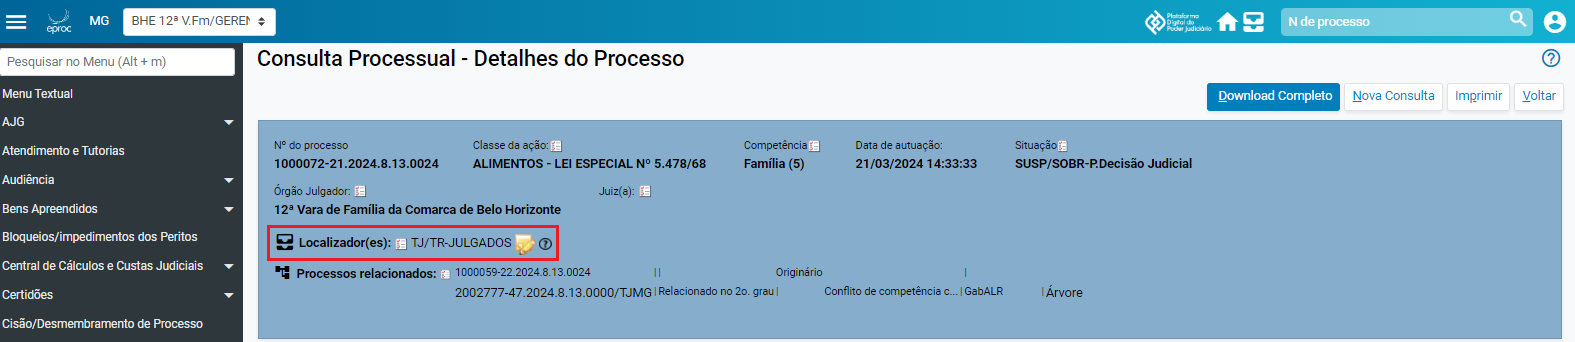 eproc MG BHE 12ª V.Fm/GEREN Plataforma Digital do Poder Judiciário N de processo
Pesquisar no Menu (Alt + m)
Consulta Processual - Detalhes do Processo
Menu Textual
Download Completo Nova Consulta Imprimir Voltar
AJG
Atendimento e Tutorias
Audiência
Bens Apreendidos
Bloqueios/impedimentos dos Peritos
Central de Cálculos e Custas Judiciais
Certidões
Cisão/Desmembramento de Processo
Nº do processo Classe da ação: Competência Data de autuação: Situação
1000072-21.2024.8.13.0024 ALIMENTOS - LEI ESPECIAL Nº 5.478/68 Família (5) 21/03/2024 14:33:33 SUSP/SOBR-P.Decisão Judicial
Órgão Julgador: Juiz(a):
12ª Vara de Família da Comarca de Belo Horizonte
Localizador(es): TJ/TR-JULGADOS
Processos relacionados: 1000059-22.2024.8.13.0024 | | Originário |
2002777-47.2024.8.13.0000/TJMG | Relacionado no 2o. grau | Conflito de competência c... | GabALR | Árvore